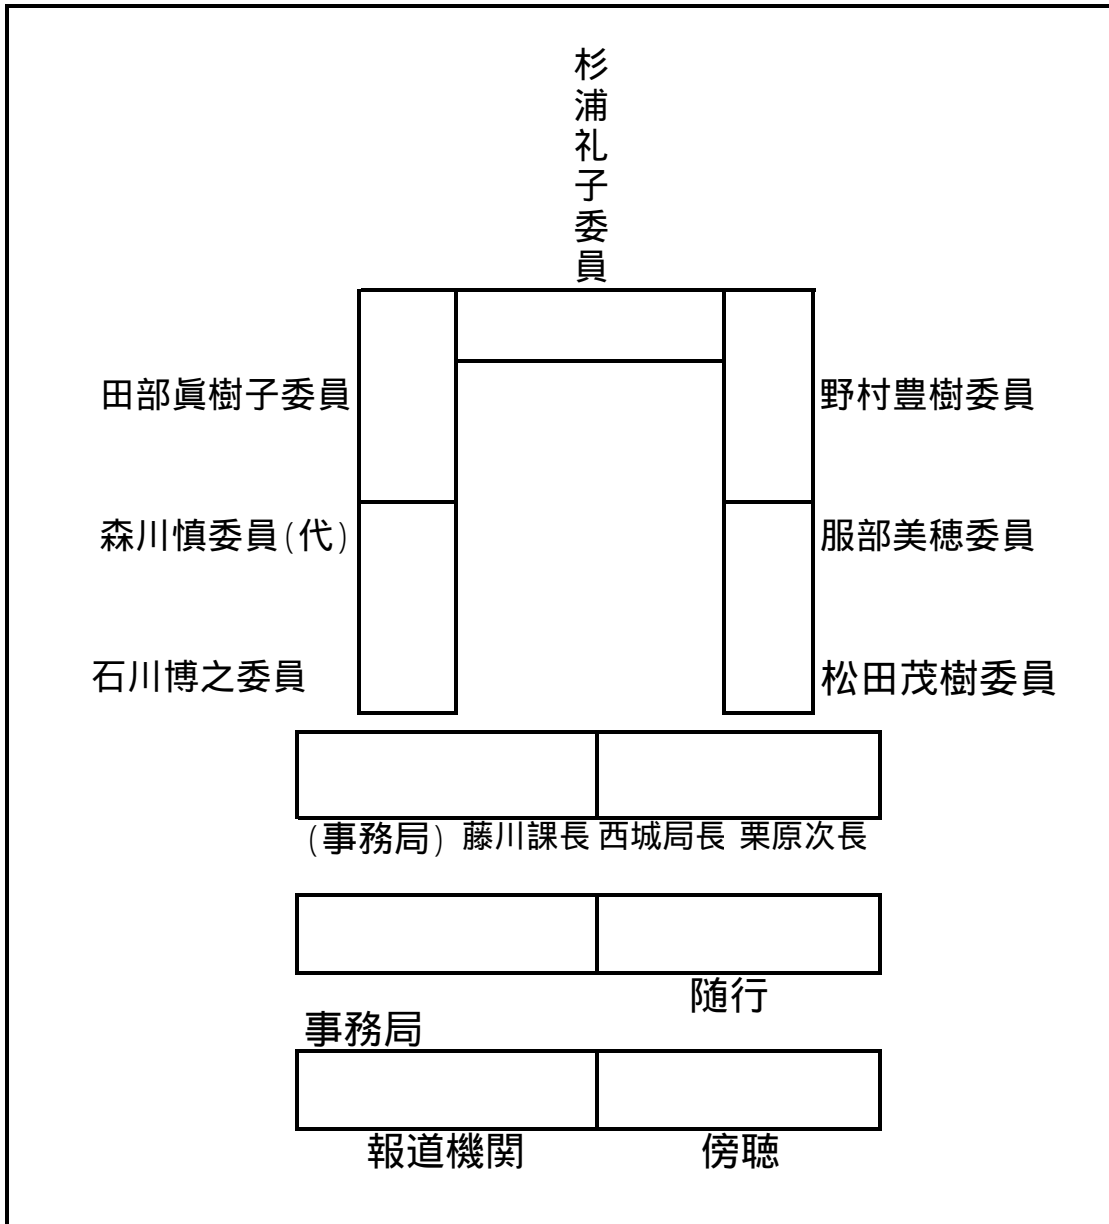 杉浦礼子委員
田部眞樹子委員
野村豊樹委員
森川慎委員(代)
服部美穂委員
石川博之委員
松田茂樹委員
(事務局) 藤川課長 西城局長 栗原次長
随行
事務局
報道機関
傍聴